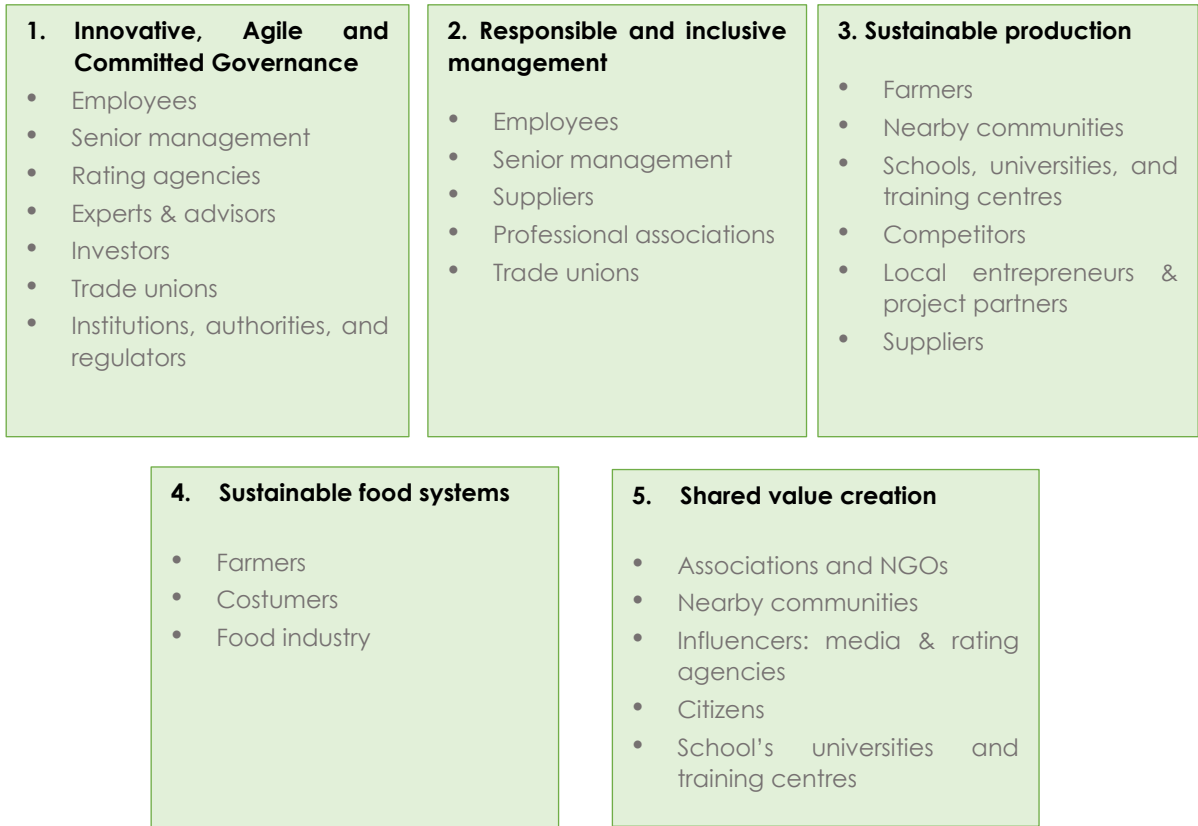 1. Innovative, Agile and
Committed Governance
• Employees
• Senior management
• Rating agencies
• Experts & advisors
• Investors
• Trade unions
• Institutions, authorities, and
regulators
2. Responsible and inclusive
management
• Employees
• Senior management
• Suppliers
• Professional associations
• Trade unions
3. Sustainable production
• Farmers
• Nearby communities
• Schools, universities, and
training centres
• Competitors
• Local entrepreneurs &
project partners
• Suppliers
4. Sustainable food systems
• Farmers
• Costumers
• Food industry
5. Shared value creation
• Associations and NGOs
• Nearby communities
• Influencers: media & rating
agencies
• Citizens
• School’s universities and
training centres